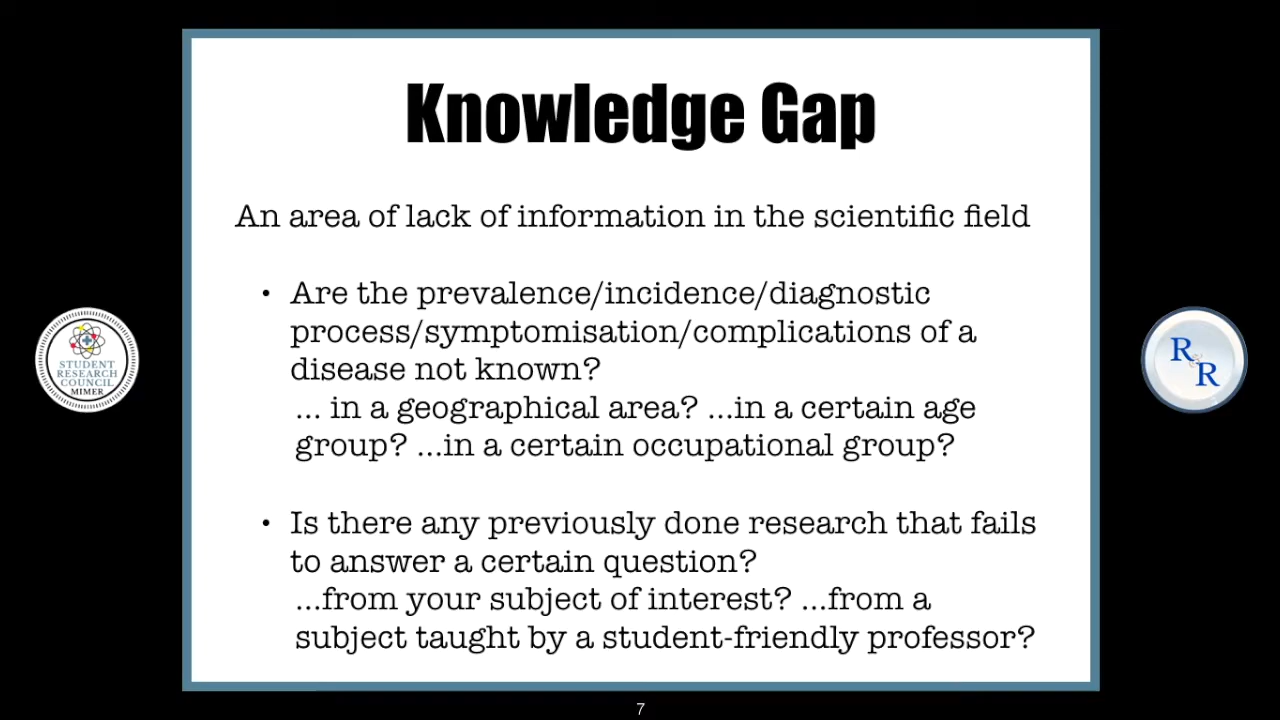 Knowledge Gap
An area of lack of information in the scientific field
• Are the prevalence/incidence/diagnostic
process/symptomisation/complications of a
disease not known?
... in a geographical area? ...in a certain age
group? ...in a certain occupational group?
• Is there any previously done research that fails
to answer a certain question?
...from your subject of interest? ...from a
subject taught by a student-friendly professor?
STUDENT
RESEARCH
COUNCIL
MIMER
R&R
7